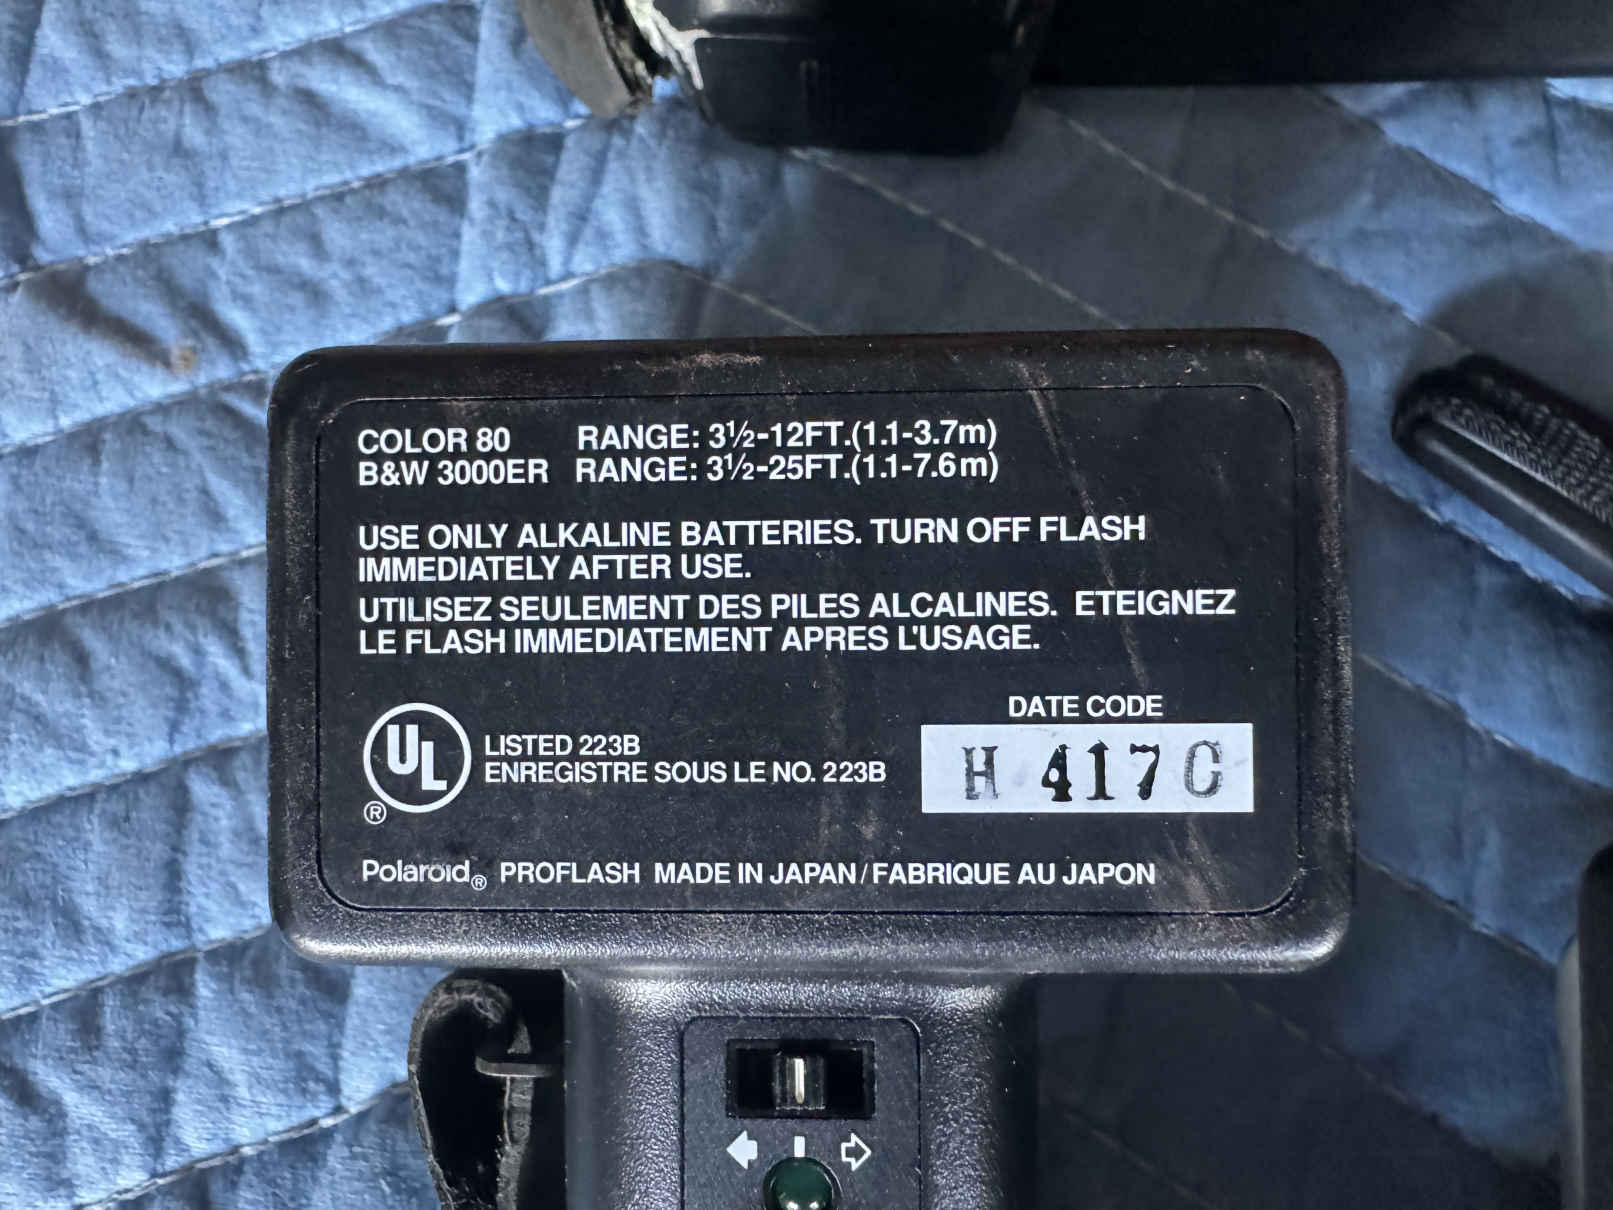 COLOR 80 RANGE: 3½-12FT.(1.1-3.7m)
B&W 3000ER RANGE: 3½-25FT.(1.1-7.6m)
USE ONLY ALKALINE BATTERIES. TURN OFF FLASH
IMMEDIATELY AFTER USE.
UTILISEZ SEULEMENT DES PILES ALCALINES. ETEIGNEZ
LE FLASH IMMEDIATEMENT APRES L'USAGE.
DATE CODE
H 417 C
UL
LISTED 223B
ENREGISTRE SOUS LE NO. 223B
®
Polaroid® PROFLASH MADE IN JAPAN/FABRIQUE AU JAPON